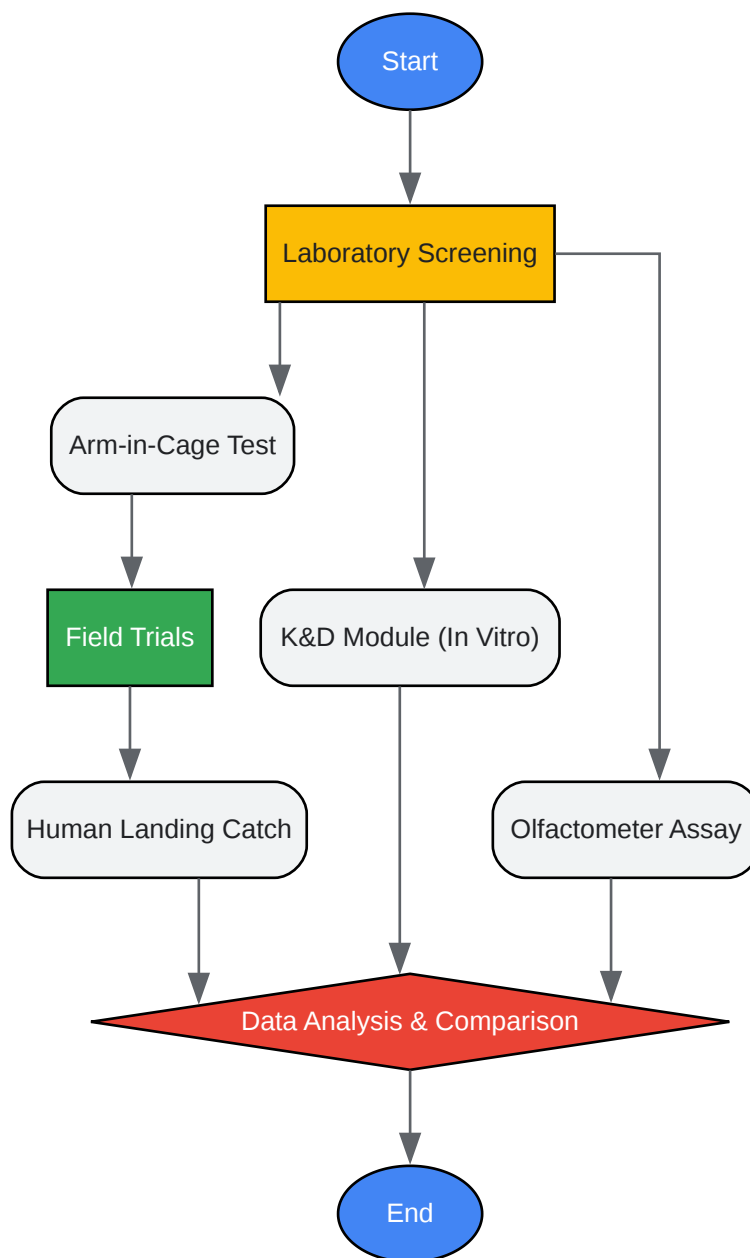 Start
Laboratory Screening
Arm-in-Cage Test
Field Trials
K&D Module (In Vitro)
Human Landing Catch
Olfactometer Assay
Data Analysis & Comparison
End